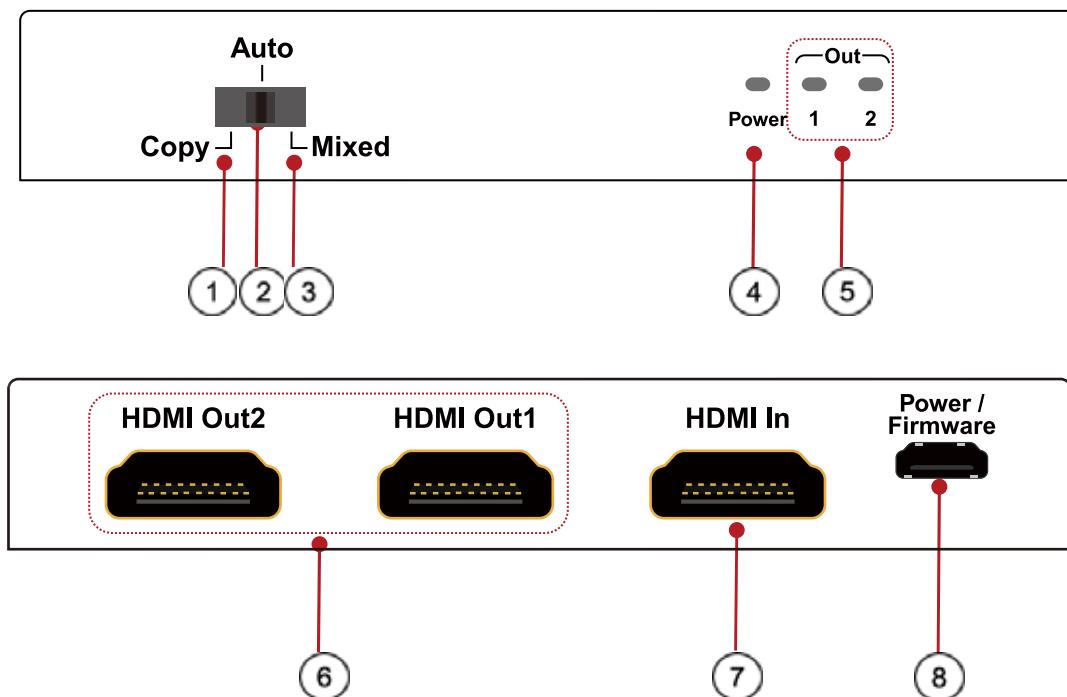 Auto
Out
Power 1 2
Copy Mixed
1 2 3 4 5
HDMI Out2 HDMI Out1 HDMI In Power /
Firmware
6 7 8